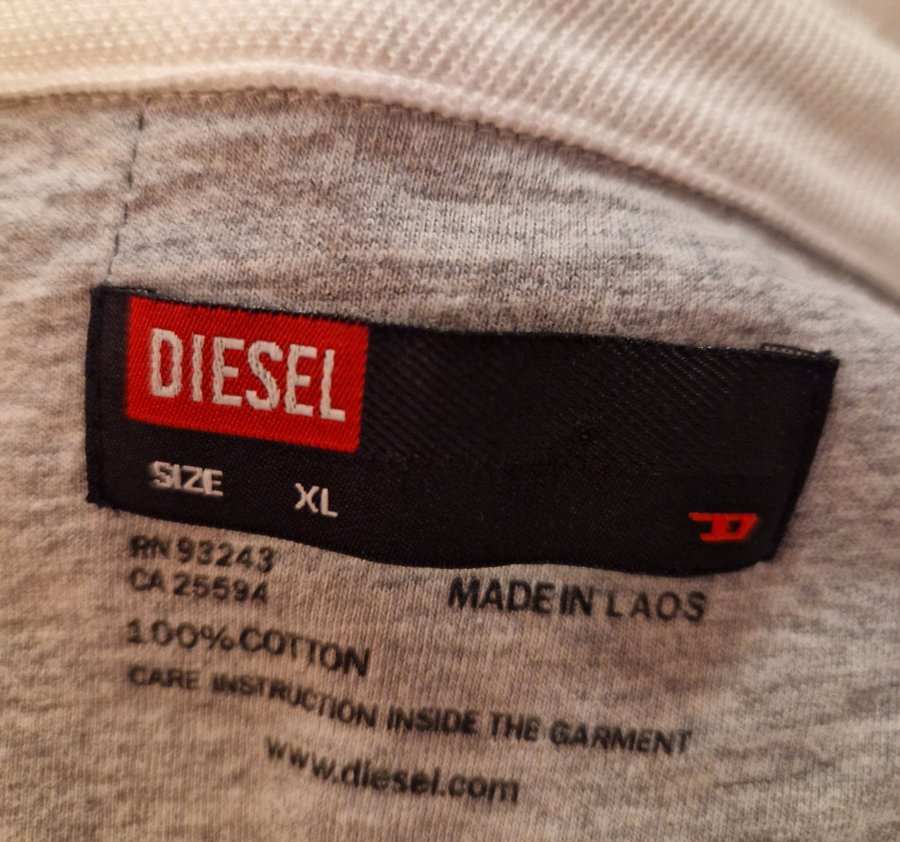 DIESEL
SIZE XL
RN 93243
CA 25594
MADE IN LAOS
100% COTTON
CARE INSTRUCTION INSIDE THE GARMENT
www.diesel.com